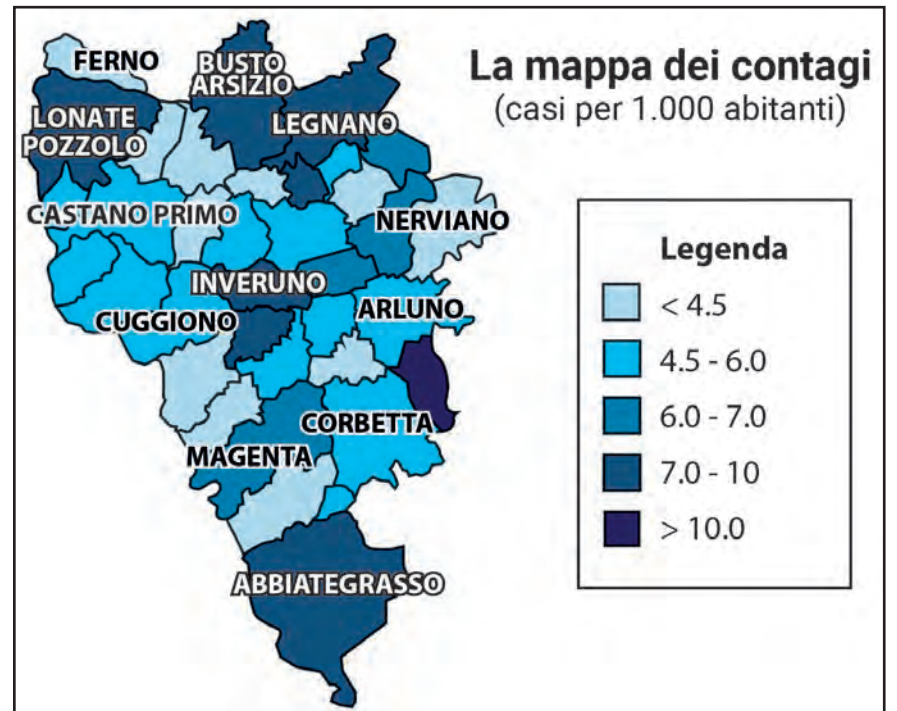 La mappa dei contagi
(casi per 1.000 abitanti)
FERNO
BUSTO
ARSIZIO
LONATE
POZZOLO
LEGNANO
CASTANO PRIMO
NERVIANO
INVERUNO
CUGGIONO
ARLUNO
CORBETTA
MAGENTA
ABBIATEGRASSO
Legenda
< 4.5
4.5 - 6.0
6.0 - 7.0
7.0 - 10
> 10.0